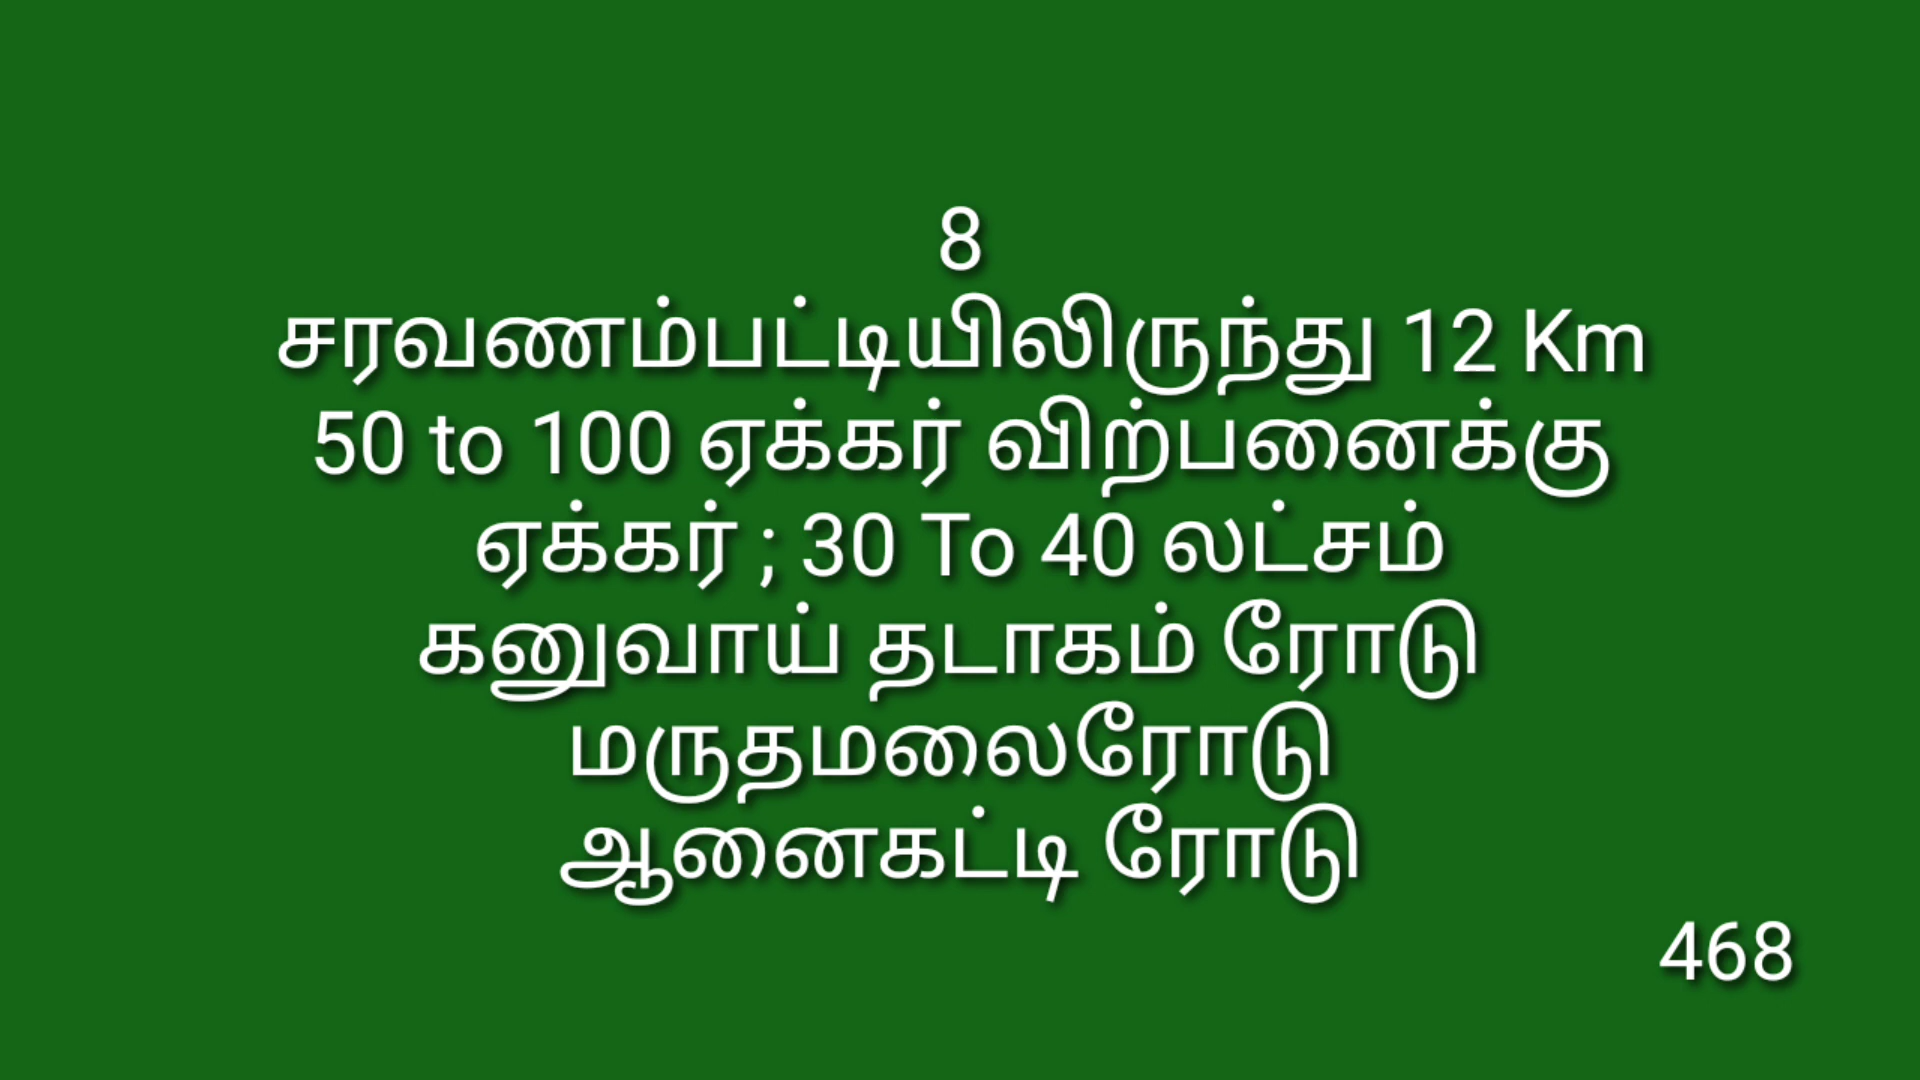 8
சரவணம்பட்டியிலிருந்து 12 Km
50 to 100 ஏக்கர் விற்பனைக்கு
ஏக்கர் ; 30 To 40 லட்சம்
கனுவாய் தடாகம் ரோடு
மருதமலைரோடு
ஆனைகட்டி ரோடு
468